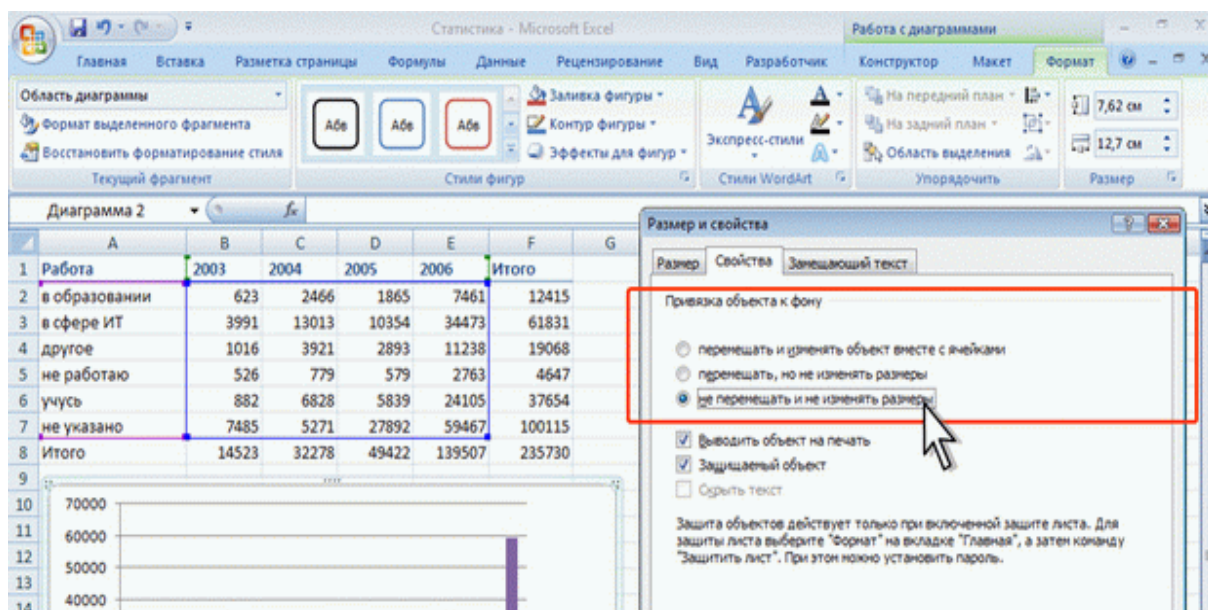 Статистика - Microsoft Excel
Работа с диаграммами
Главная Вставка Разметка страницы Формулы Данные Рецензирование Вид Разработчик Конструктор Макет Формат
Область диаграммы
Формат выделенного фрагмента
Восстановить форматирование стиля
Текущий фрагмент
Абв Абв Абв
Заливка фигуры
Контур фигуры
Эффекты для фигур
Стили фигур
Экспресс-стили
Стили WordArt
На передний план
На задний план
Область выделения
Упорядочить
7,62 см
12,7 см
Размер
Диаграмма 2 fx
A B C D E F G
1 Работа 2003 2004 2005 2006 Итого
2 в образовании 623 2466 1865 7461 12415
3 в сфере ИТ 3991 13013 10354 34473 61831
4 другое 1016 3921 2893 11238 19068
5 не работаю 526 779 579 2763 4647
6 учусь 882 6828 5839 24105 37654
7 не указано 7485 5271 27892 59467 100115
8 Итого 14523 32278 49422 139507 235730
9
10
11
12
13
14
70000
60000
50000
40000
Размер и свойства
Размер Свойства Замещающий текст
Привязка объекта к фону
перемещать и изменять объект вместе с ячейками
перемещать, но не изменять размеры
не перемещать и не изменять размеры
Выводить объект на печать
Защищаемый объект
Скрыть текст
Защита объектов действует только при включенной защите листа. Для
защиты листа выберите "Формат" на вкладке "Главная", а затем команду
"Защитить лист". При этом можно установить пароль.